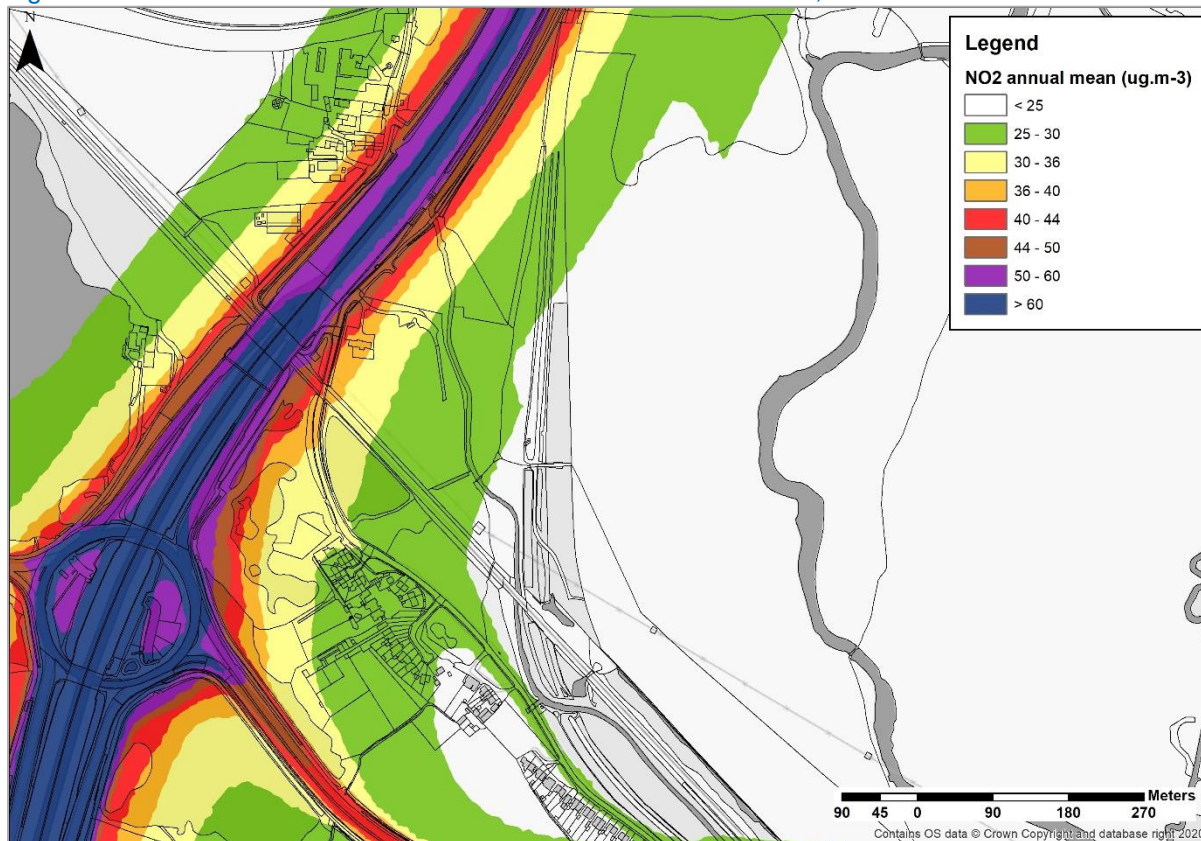 N
Legend
NO2 annual mean (ug.m-3)
< 25
25 - 30
30 - 36
36 - 40
40 - 44
44 - 50
50 - 60
> 60
Meters
90 45 0 90 180 270
Contains OS data © Crown Copyright and database right 2020